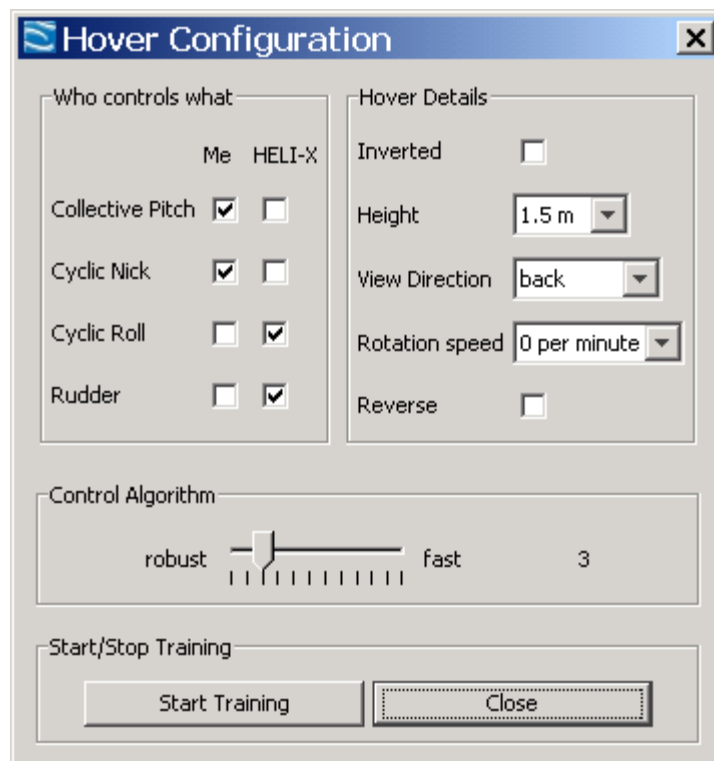 Hover Configuration
Who controls what
Me HELI-X
Collective Pitch
Cyclic Nick
Cyclic Roll
Rudder
Hover Details
Inverted
Height 1.5 m
View Direction back
Rotation speed 0 per minute
Reverse
Control Algorithm
robust fast 3
Start/Stop Training
Start Training Close